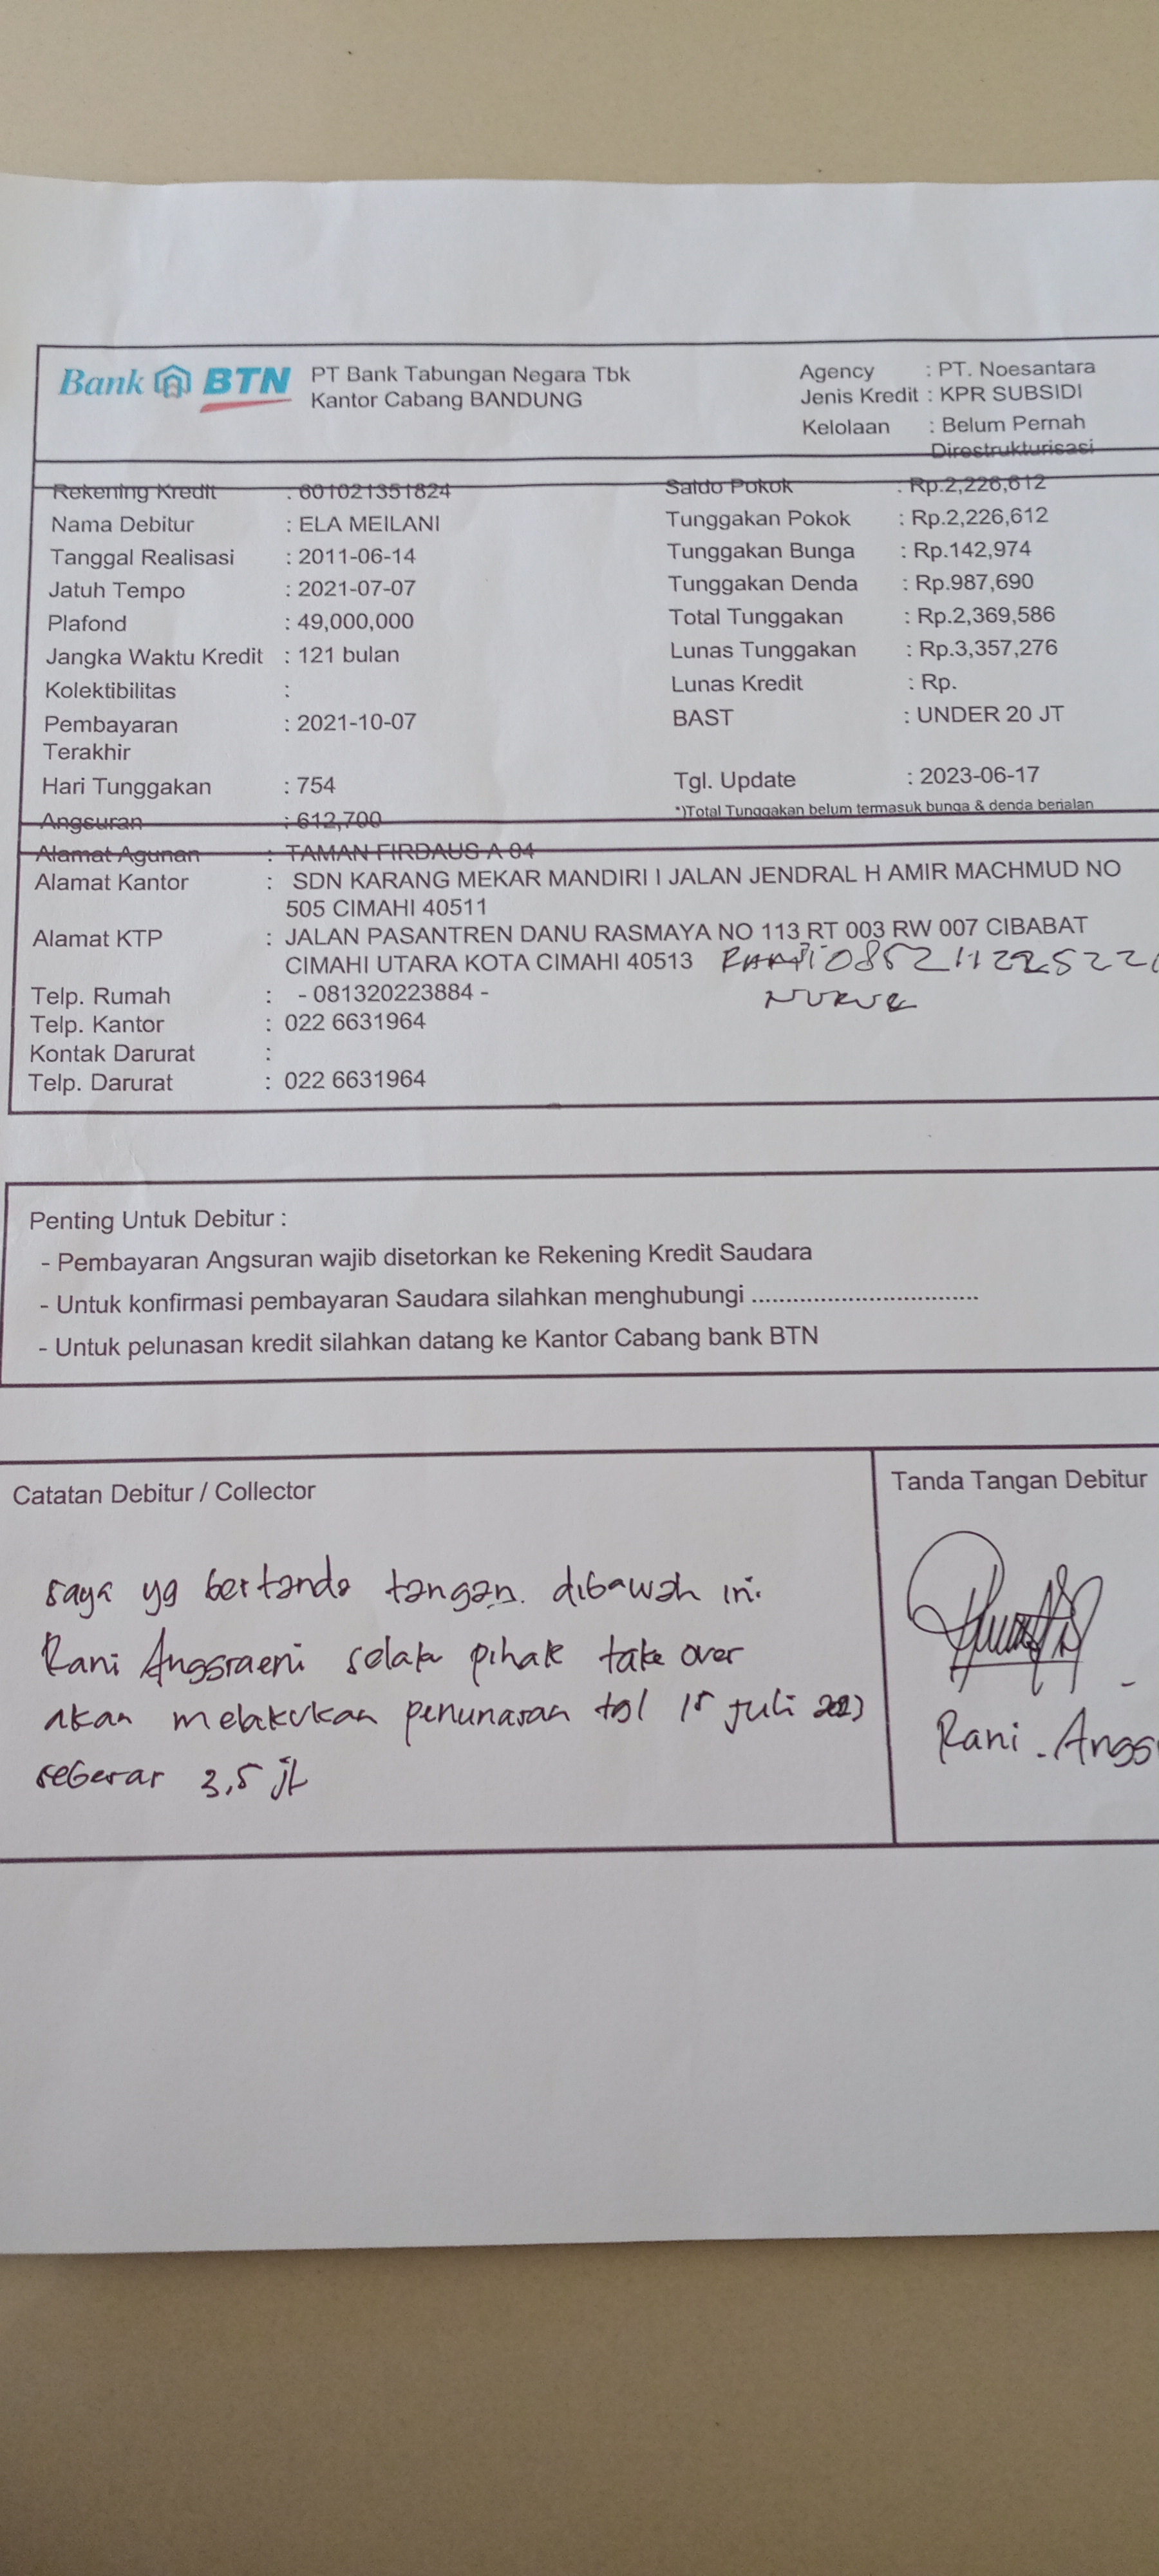 Bank BTN PT Bank Tabungan Negara Tbk
Kantor Cabang BANDUNG
Agency : PT. Noesantara
Jenis Kredit : KPR SUBSIDI
Kelolaan : Belum Pernah
Direstrukturisasi
Rekening Kredit : 601021351824
Nama Debitur : ELA MEILANI
Tanggal Realisasi : 2011-06-14
Jatuh Tempo : 2021-07-07
Plafond : 49,000,000
Jangka Waktu Kredit : 121 bulan
Kolektibilitas :
Pembayaran : 2021-10-07
Terakhir
Hari Tunggakan : 754
Angsuran : 612,700
Saldo Pokok : Rp.2,226,612
Tunggakan Pokok : Rp.2,226,612
Tunggakan Bunga : Rp.142,974
Tunggakan Denda : Rp.987,690
Total Tunggakan : Rp.2,369,586
Lunas Tunggakan : Rp.3,357,276
Lunas Kredit : Rp.
BAST : UNDER 20 JT
Tgl. Update : 2023-06-17
*)Total Tunggakan belum termasuk bunga & denda berjalan
Alamat Agunan : TAMAN FIRDAUS A 04
Alamat Kantor : SDN KARANG MEKAR MANDIRI I JALAN JENDRAL H AMIR MACHMUD NO
505 CIMAHI 40511
Alamat KTP : JALAN PASANTREN DANU RASMAYA NO 113 RT 003 RW 007 CIBABAT
CIMAHI UTARA KOTA CIMAHI 40513
Telp. Rumah : - 081320223884 -
Telp. Kantor : 022 6631964
Kontak Darurat :
Telp. Darurat : 022 6631964
Penting Untuk Debitur :
- Pembayaran Angsuran wajib disetorkan ke Rekening Kredit Saudara
- Untuk konfirmasi pembayaran Saudara silahkan menghubungi .................................
- Untuk pelunasan kredit silahkan datang ke Kantor Cabang bank BTN
Catatan Debitur / Collector
saya yg bertanda tangan dibawah ini
Rani Anggraeni selaku pihak take over
akan melakukan penunasan tgl 15 juli 2023
sebesar 3,5 jt
Tanda Tangan Debitur
Rani . Angg